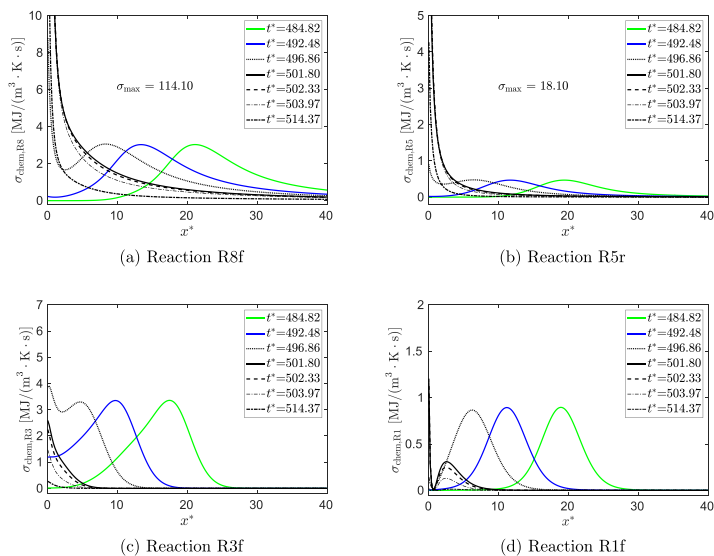 σchem,R8 [MJ/(m³ · K · s)]
10
8
6
4
2
0
0 10 20 30 40
x*
σmax = 114.10
t*=484.82
t*=492.48
t*=496.86
t*=501.80
t*=502.33
t*=503.97
t*=514.37
(a) Reaction R8f
σchem,R5 [MJ/(m³ · K · s)]
5
4
3
2
1
0
0 10 20 30 40
x*
σmax = 18.10
t*=484.82
t*=492.48
t*=496.86
t*=501.80
t*=502.33
t*=503.97
t*=514.37
(b) Reaction R5r
σchem,R3 [MJ/(m³ · K · s)]
7
6
5
4
3
2
1
0
0 10 20 30 40
x*
t*=484.82
t*=492.48
t*=496.86
t*=501.80
t*=502.33
t*=503.97
t*=514.37
(c) Reaction R3f
σchem,R1 [MJ/(m³ · K · s)]
2
1.5
1
0.5
0
0 10 20 30 40
x*
t*=484.82
t*=492.48
t*=496.86
t*=501.80
t*=502.33
t*=503.97
t*=514.37
(d) Reaction R1f